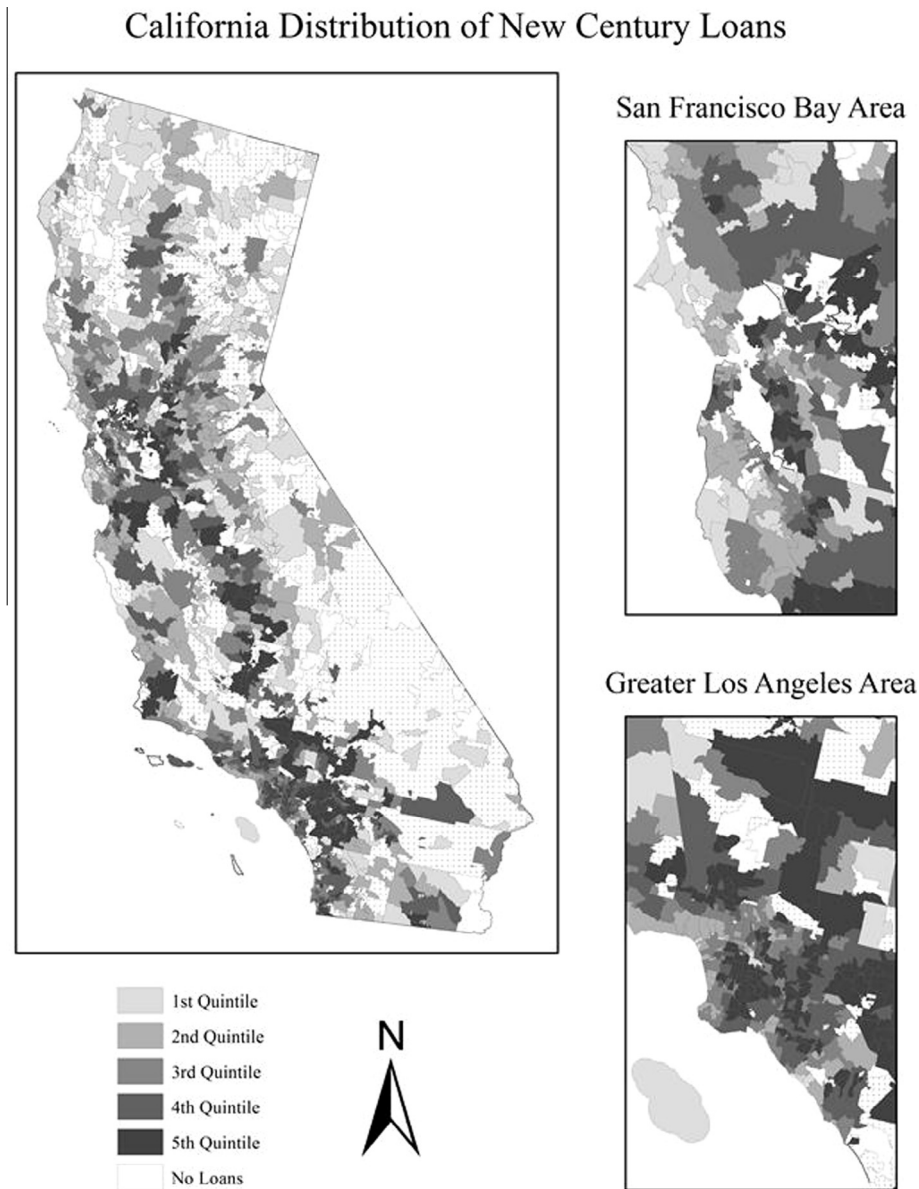 California Distribution of New Century Loans
San Francisco Bay Area
Greater Los Angeles Area
1st Quintile
2nd Quintile
3rd Quintile
4th Quintile
5th Quintile
No Loans
N